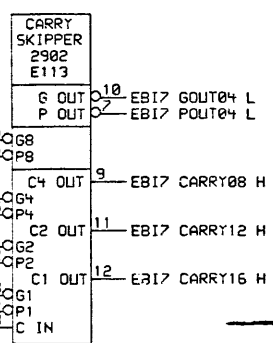 CARRY
SKIPPER
2902
E113
G OUT 10 EBI7 GOUT04 L
P OUT 7 EBI7 POUT04 L
G8
P8
C4 OUT 9 EBI7 CARRY08 H
G4
P4
C2 OUT 11 EBI7 CARRY12 H
G2
P2
C1 OUT 12 EBI7 CARRY16 H
G1
P1
C IN